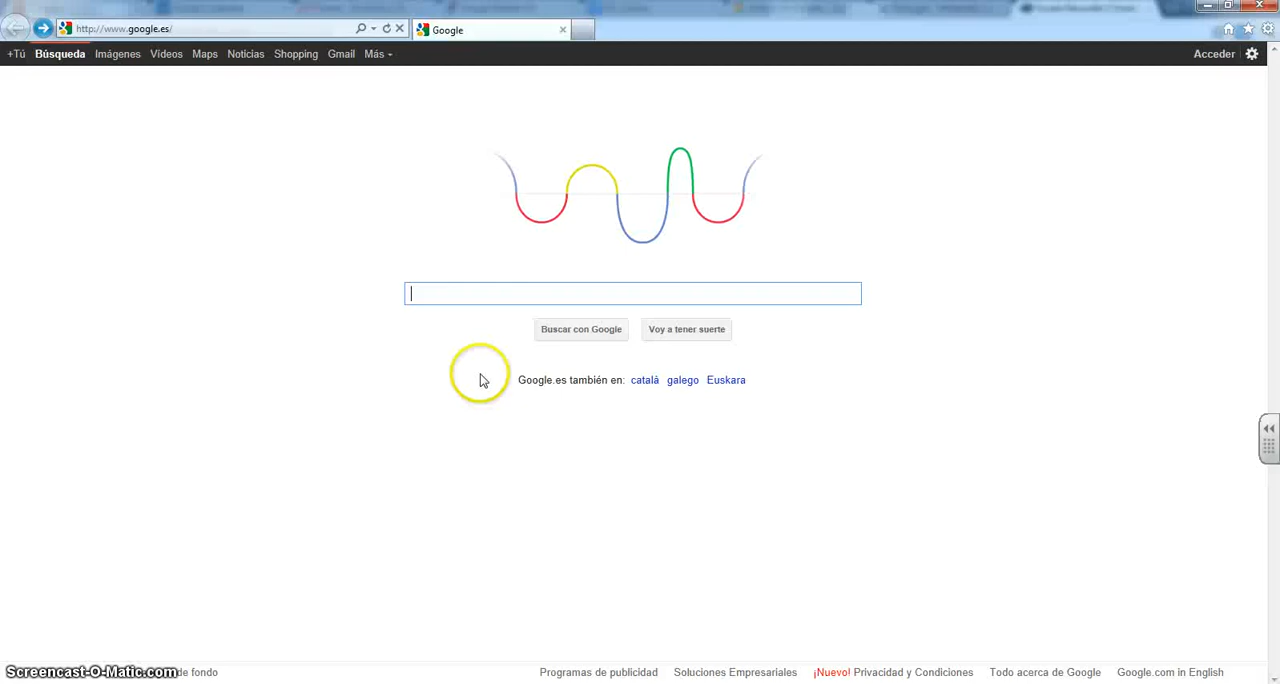 http://www.google.es/
Google
+Tú Búsqueda Imágenes Vídeos Maps Noticias Shopping Gmail Más
Acceder
Buscar con Google
Voy a tener suerte
Google.es también en: català galego Euskara
Screencast-O-Matic.com de fondo
Programas de publicidad Soluciones Empresariales ¡Nuevo! Privacidad y Condiciones Todo acerca de Google Google.com in English